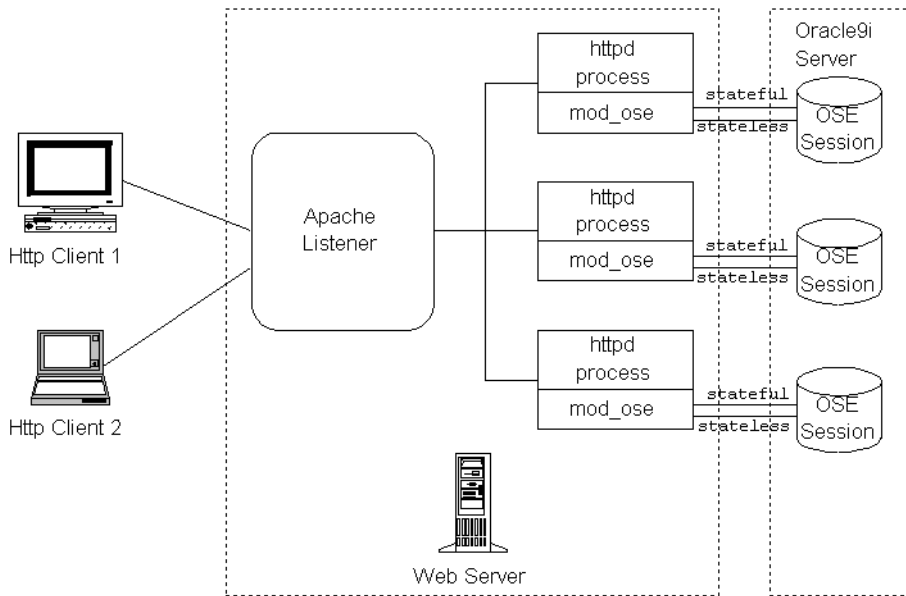 Http Client 1
Http Client 2
Apache
Listener
httpd
process
mod_ose
httpd
process
mod_ose
httpd
process
mod_ose
Web Server
stateful
stateless
stateful
stateless
stateful
stateless
Oracle9i
Server
OSE
Session
OSE
Session
OSE
Session